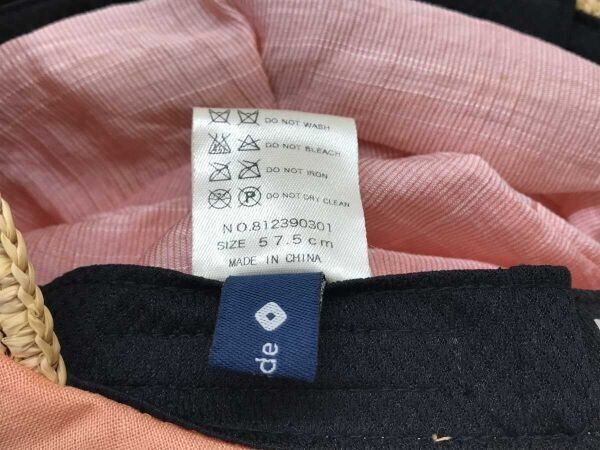 DO NOT WASH
DO NOT BLEACH
DO NOT IRON
P DO NOT DRY CLEAN
NO.812390301
SIZE 57.5cm
MADE IN CHINA
de